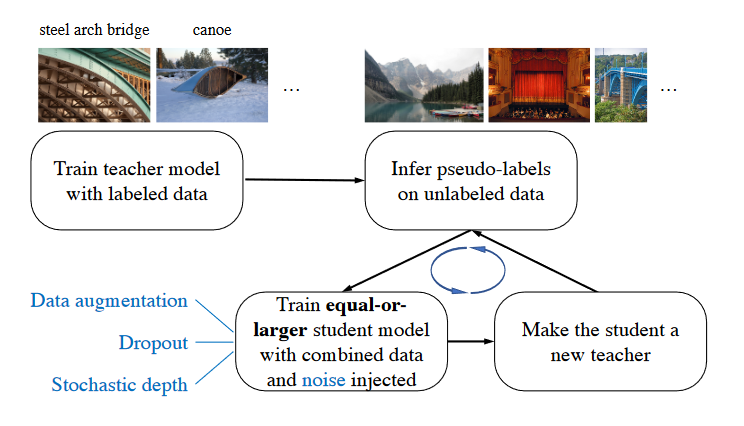 steel arch bridge
canoe
...
...
Train teacher model
with labeled data
Infer pseudo-labels
on unlabeled data
Data augmentation
Dropout
Stochastic depth
Train equal-or-
larger student model
with combined data
and noise injected
Make the student a
new teacher